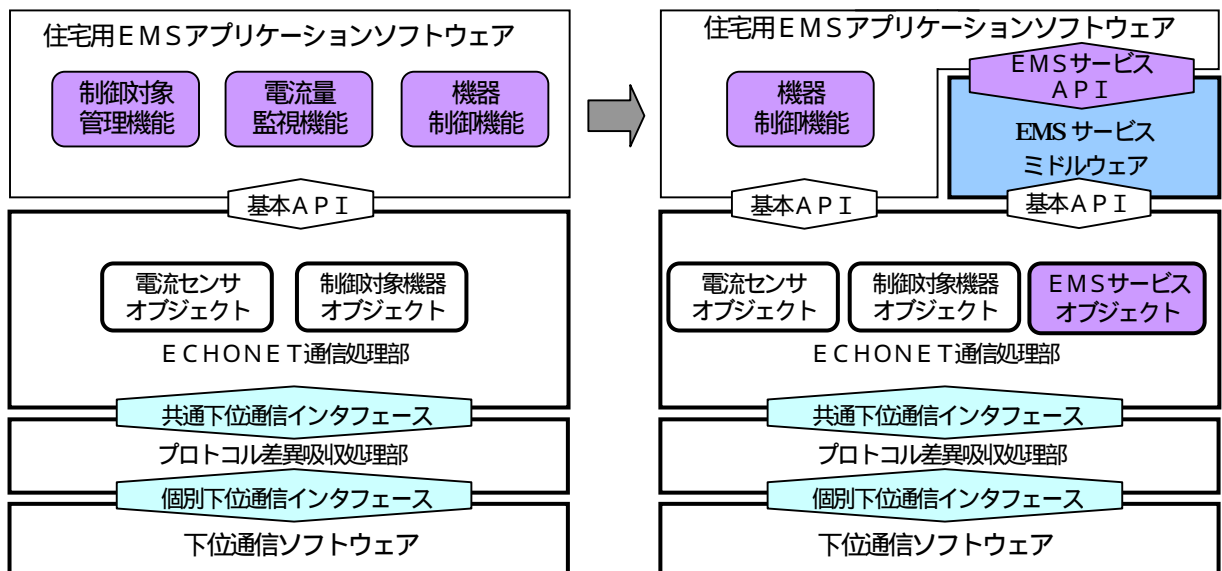 住宅用ＥＭＳアプリケーションソフトウェア
制御対象
管理機能
電流量
監視機能
機器
制御機能
基本ＡＰＩ
電流センサ
オブジェクト
制御対象機器
オブジェクト
ＥＣＨＯＮＥＴ通信処理部
共通下位通信インタフェース
プロトコル差異吸収処理部
個別下位通信インタフェース
下位通信ソフトウェア
住宅用ＥＭＳアプリケーションソフトウェア
機器
制御機能
ＥＭＳサービス
ＡＰＩ
EMS サービス
ミドルウェア
基本ＡＰＩ
基本ＡＰＩ
電流センサ
オブジェクト
制御対象機器
オブジェクト
ＥＭＳサービス
オブジェクト
ＥＣＨＯＮＥＴ通信処理部
共通下位通信インタフェース
プロトコル差異吸収処理部
個別下位通信インタフェース
下位通信ソフトウェア